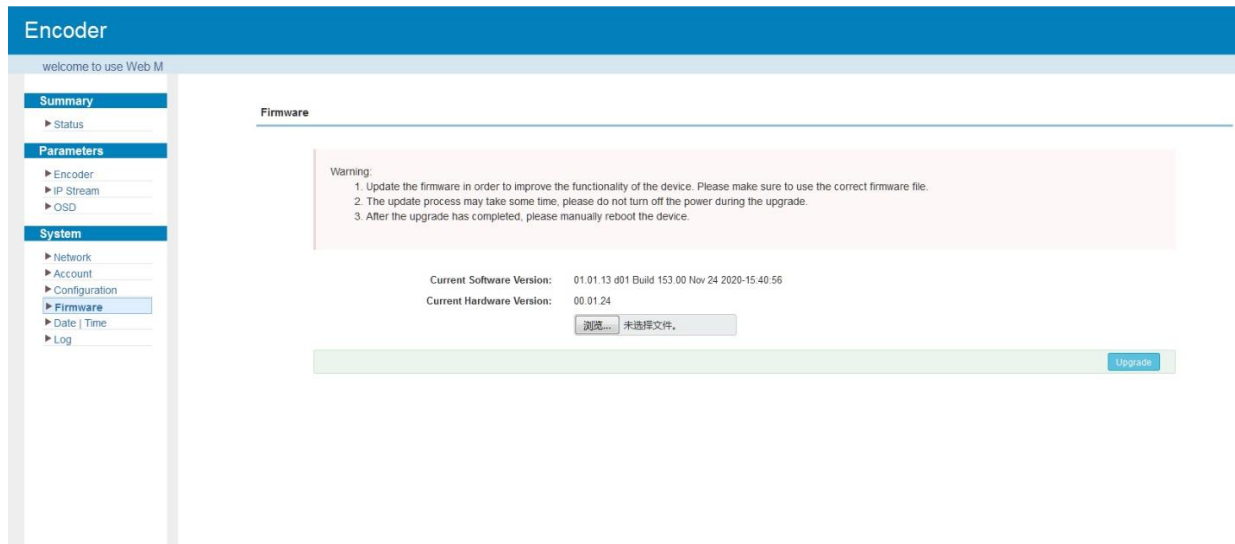 Encoder
welcome to use Web M
Summary
Status
Parameters
Encoder
IP Stream
OSD
System
Network
Account
Configuration
Firmware
Date | Time
Log
Firmware
Warning:
1. Update the firmware in order to improve the functionality of the device. Please make sure to use the correct firmware file.
2. The update process may take some time, please do not turn off the power during the upgrade.
3. After the upgrade has completed, please manually reboot the device.
Current Software Version: 01.01.13 d01 Build 153.00 Nov 24 2020-15:40:56
Current Hardware Version: 00.01.24
浏览... 未选择文件。
Upgrade